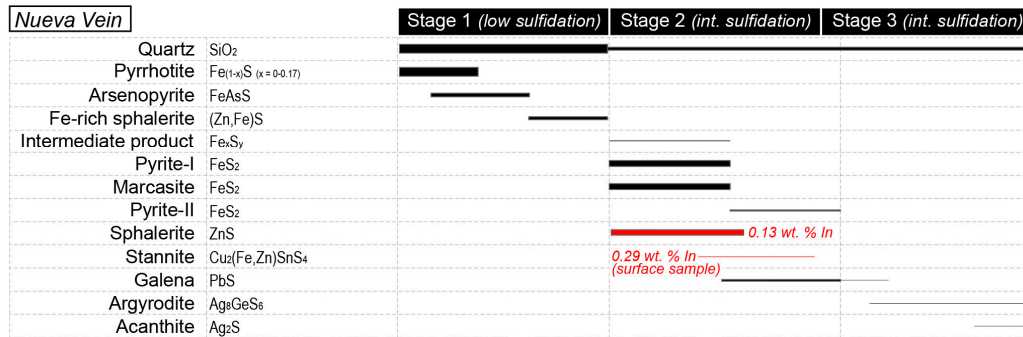 Nueva Vein
Stage 1 (low sulfidation) Stage 2 (int. sulfidation) Stage 3 (int. sulfidation)
Quartz SiO₂
Pyrrhotite Fe₍₁₋ₓ₎S (x = 0-0.17)
Arsenopyrite FeAsS
Fe-rich sphalerite (Zn,Fe)S
Intermediate product FeₓSᵧ
Pyrite-I FeS₂
Marcasite FeS₂
Pyrite-II FeS₂
Sphalerite ZnS 0.13 wt. % In
Stannite Cu₂(Fe,Zn)SnS₄ 0.29 wt. % In
(surface sample)
Galena PbS
Argyrodite Ag₈GeS₆
Acanthite Ag₂S